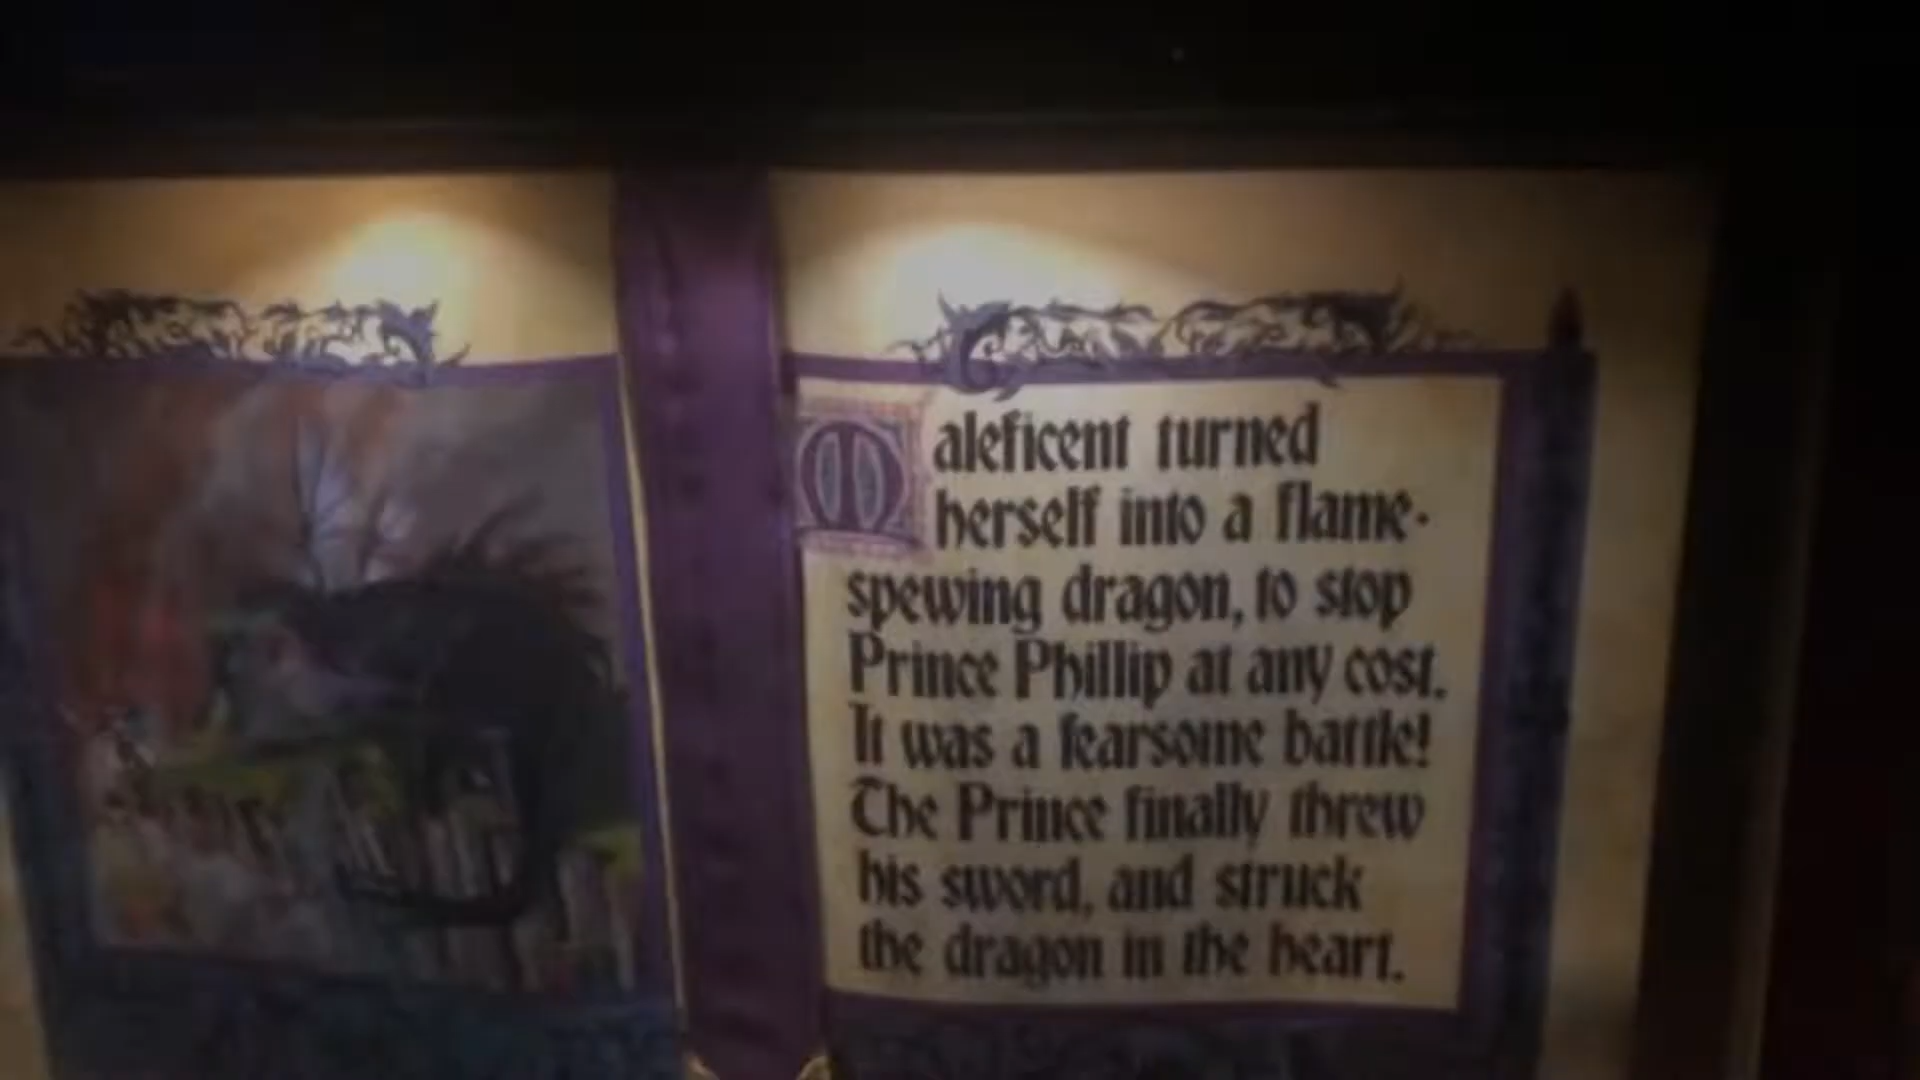 Maleficent turned
herself into a flame-
spewing dragon, to stop
Prince Phillip at any cost.
It was a fearsome battle!
The Prince finally threw
his sword, and struck
the dragon in the heart.